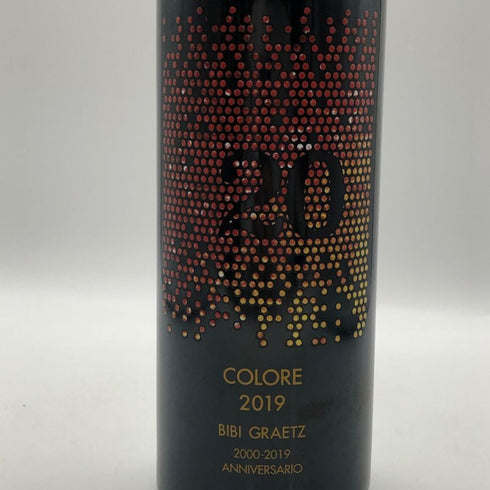 20
COLORE
2019
BIBI GRAETZ
2000-2019
ANNIVERSARIO